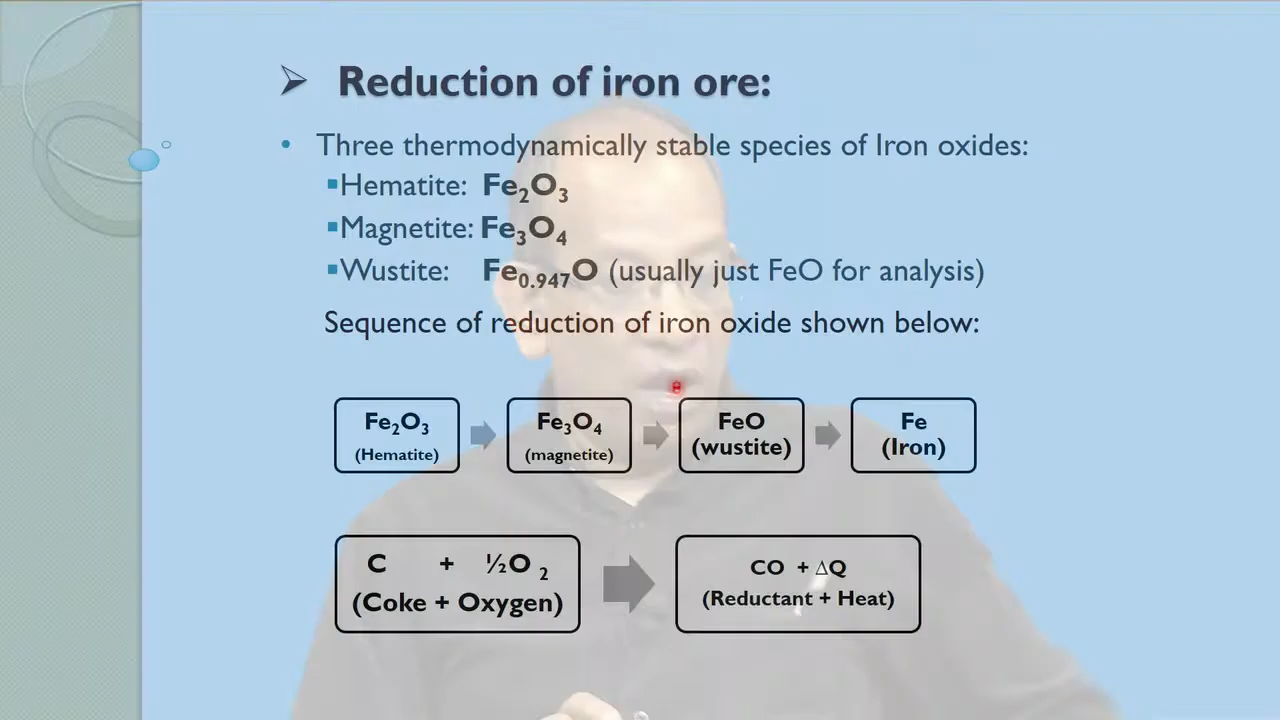 ➢ Reduction of iron ore:
• Three thermodynamically stable species of Iron oxides:
▪Hematite: Fe₂O₃
▪Magnetite: Fe₃O₄
▪Wustite: Fe₀.₉₄₇O (usually just FeO for analysis)
Sequence of reduction of iron oxide shown below:
Fe₂O₃
(Hematite)
Fe₃O₄
(magnetite)
FeO
(wustite)
Fe
(Iron)
C + ½O ₂
(Coke + Oxygen)
CO + ∆Q
(Reductant + Heat)